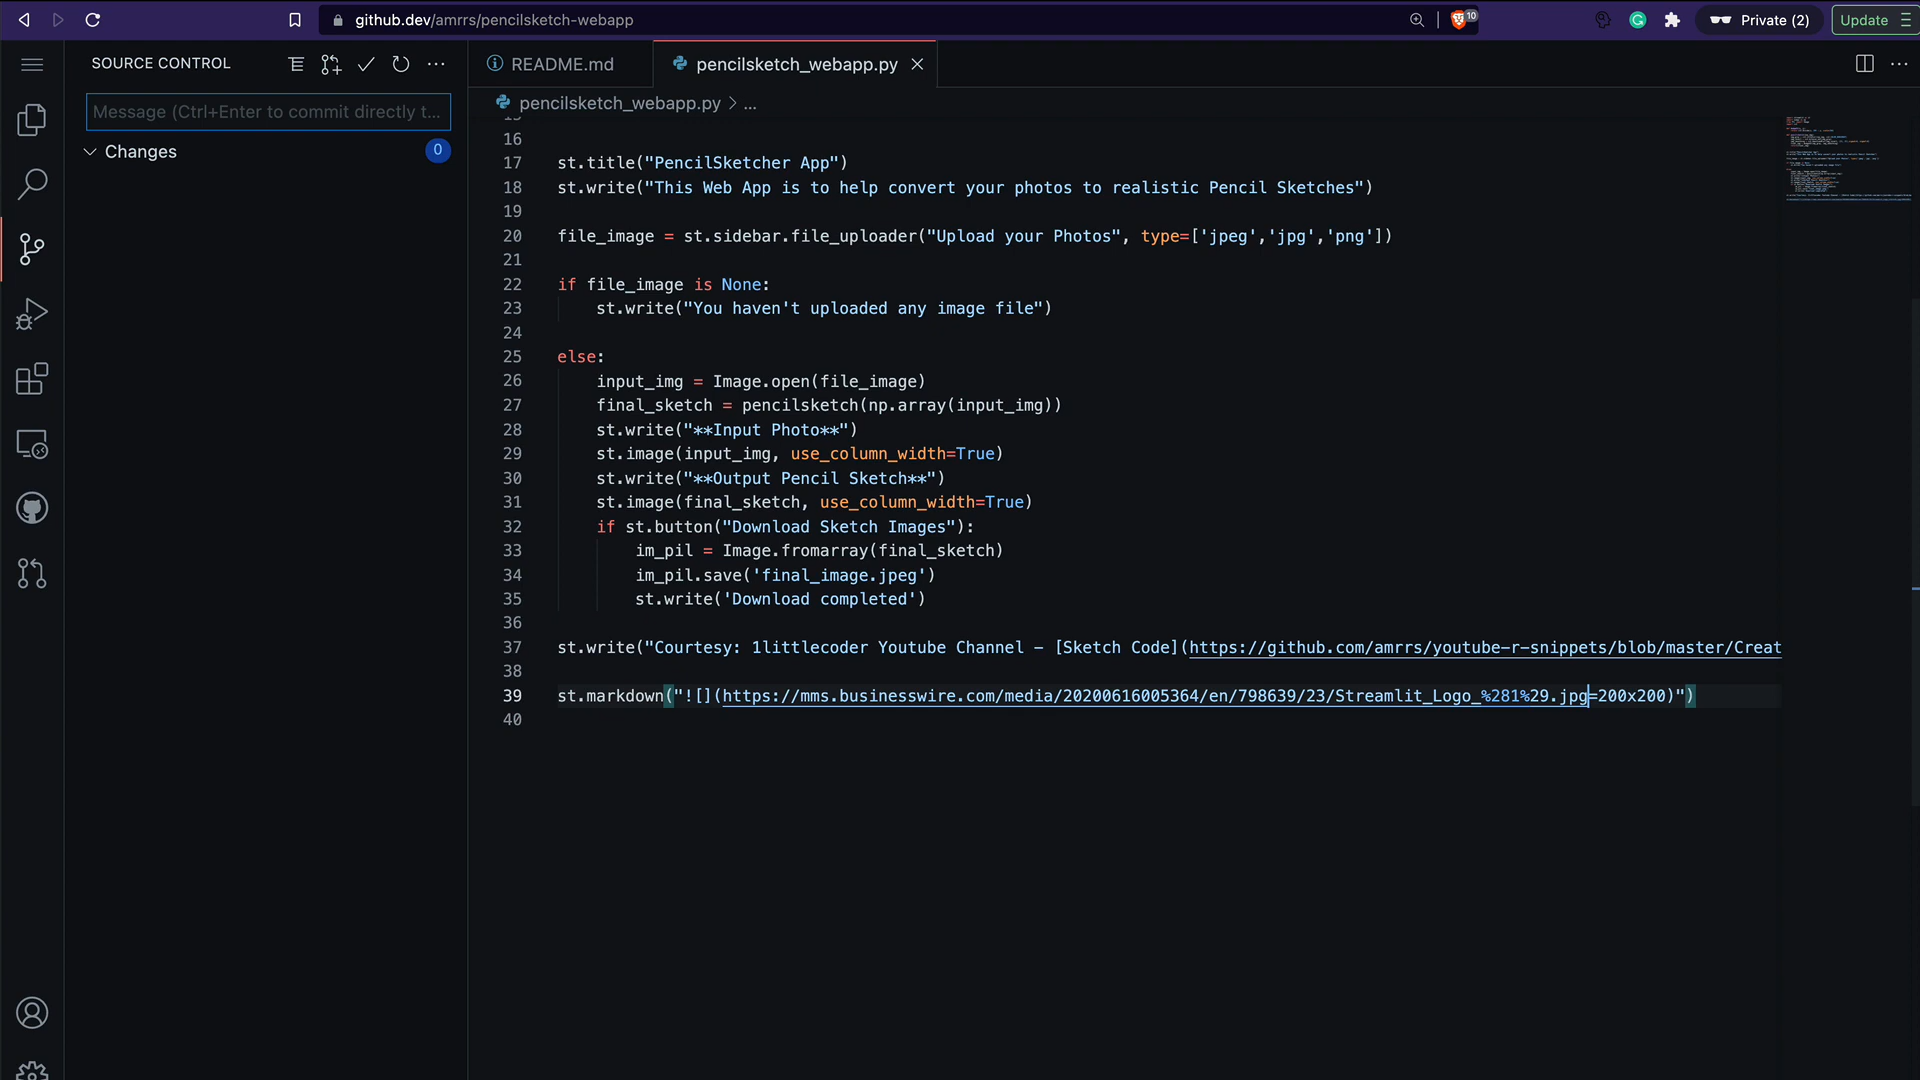 github.dev/amrrs/pencilsketch-webapp
10
Private (2)
Update
SOURCE CONTROL
README.md
pencilsketch_webapp.py
Message (Ctrl+Enter to commit directly t...
pencilsketch_webapp.py > ...
Changes
0
15
16
17 st.title("PencilSketcher App")
18 st.write("This Web App is to help convert your photos to realistic Pencil Sketches")
19
20 file_image = st.sidebar.file_uploader("Upload your Photos", type=['jpeg','jpg','png'])
21
22 if file_image is None:
23 st.write("You haven't uploaded any image file")
24
25 else:
26 input_img = Image.open(file_image)
27 final_sketch = pencilsketch(np.array(input_img))
28 st.write("**Input Photo**")
29 st.image(input_img, use_column_width=True)
30 st.write("**Output Pencil Sketch**")
31 st.image(final_sketch, use_column_width=True)
32 if st.button("Download Sketch Images"):
33 im_pil = Image.fromarray(final_sketch)
34 im_pil.save('final_image.jpeg')
35 st.write('Download completed')
36
37 st.write("Courtesy: 1littlecoder Youtube Channel - [Sketch Code](https://github.com/amrrs/youtube-r-snippets/blob/master/Creat
38
39 st.markdown("![](https://mms.businesswire.com/media/20200616005364/en/798639/23/Streamlit_Logo_%281%29.jpg=200x200)")
40